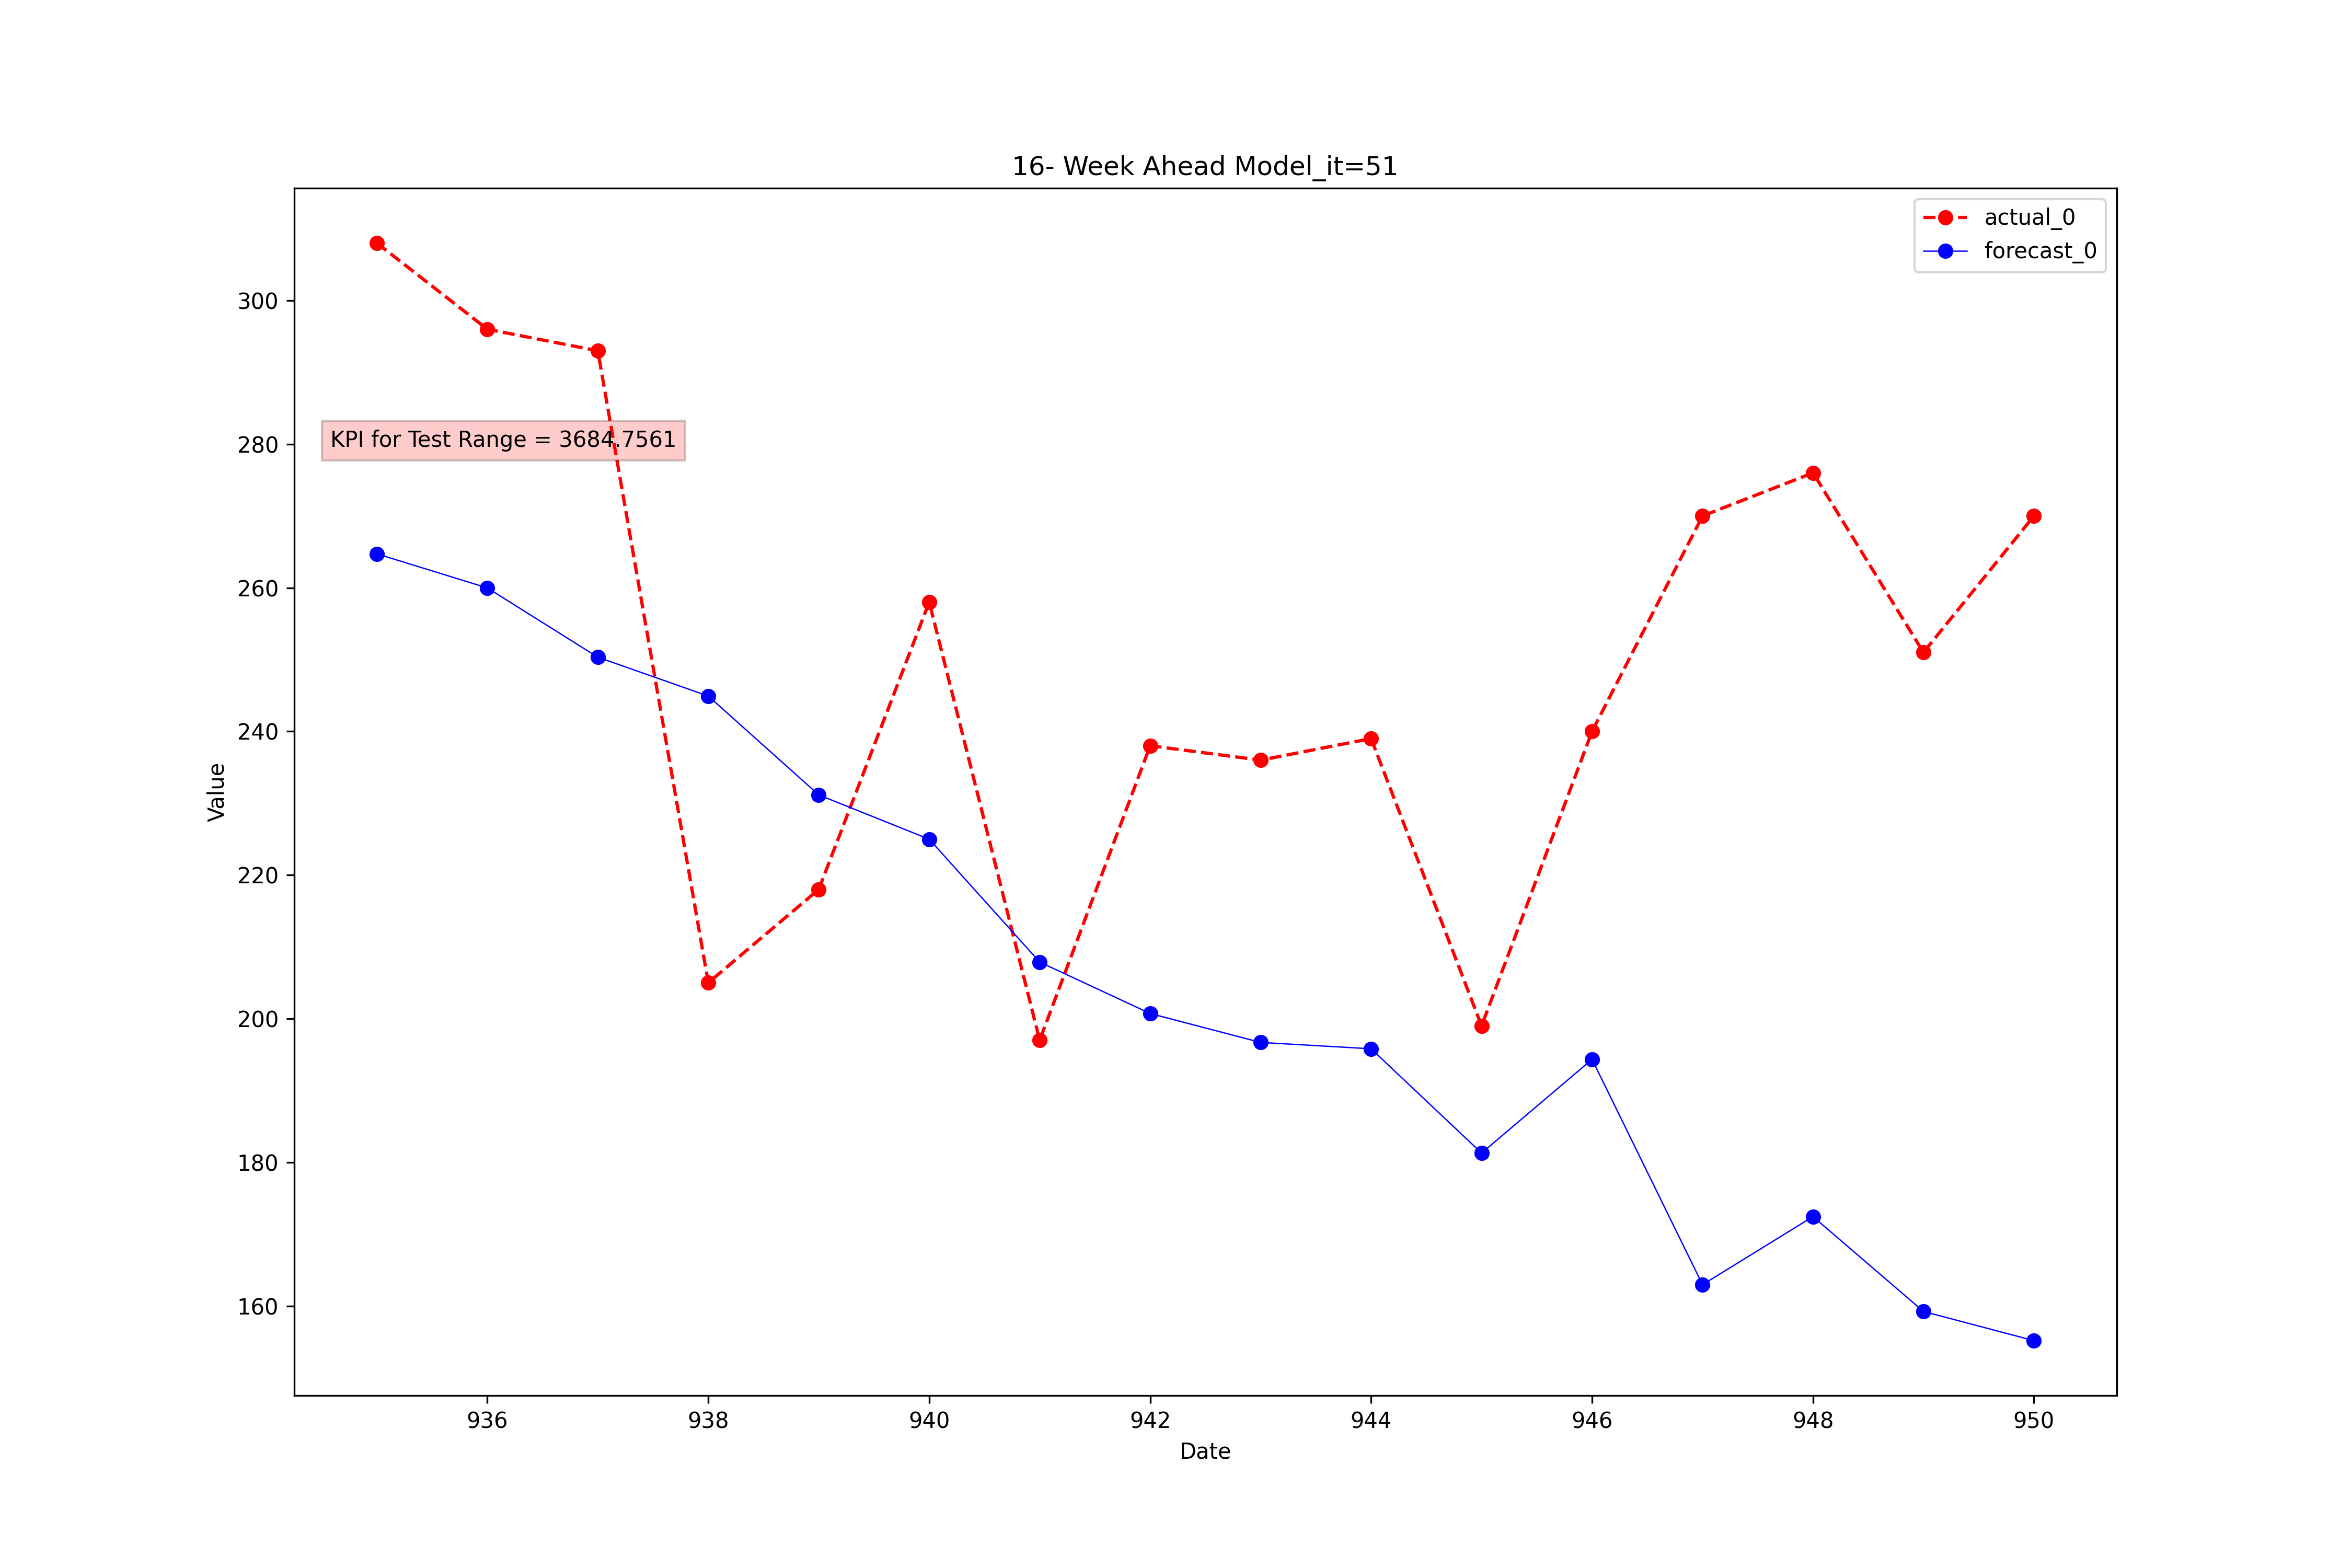 16- Week Ahead Model_it=51
actual_0
forecast_0
300
KPI for Test Range = 3684.7561
280
260
240
Value
220
200
180
160
936 938 940 942 944 946 948 950
Date